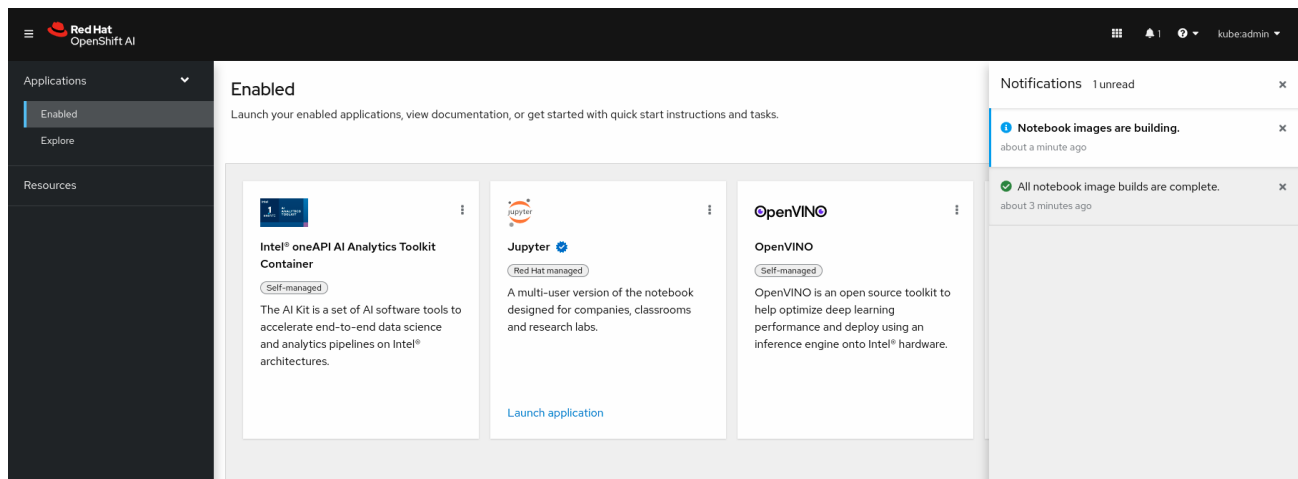 Red Hat
OpenShift AI
1
kube:admin
Applications
Enabled
Explore
Resources
Enabled
Launch your enabled applications, view documentation, or get started with quick start instructions and tasks.
Intel® oneAPI AI Analytics Toolkit
Container
Self-managed
The AI Kit is a set of AI software tools to
accelerate end-to-end data science
and analytics pipelines on Intel®
architectures.
jupyter
Jupyter
Red Hat managed
A multi-user version of the notebook
designed for companies, classrooms
and research labs.
Launch application
OpenVINO
OpenVINO
Self-managed
OpenVINO is an open source toolkit to
help optimize deep learning
performance and deploy using an
inference engine onto Intel® hardware.
Notifications 1 unread
Notebook images are building.
about a minute ago
All notebook image builds are complete.
about 3 minutes ago